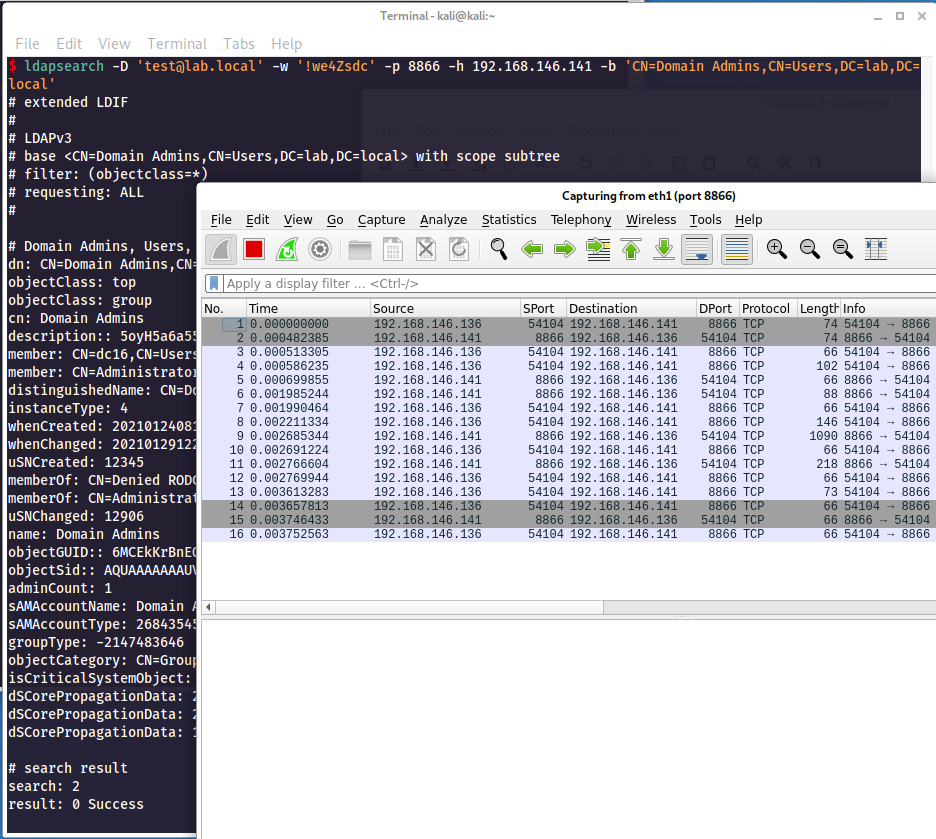 Terminal - kali@kali:~
File Edit View Terminal Tabs Help
$ ldapsearch -D 'test@lab.local' -w '!we4Zsdc' -p 8866 -h 192.168.146.141 -b 'CN=Domain Admins,CN=Users,DC=lab,DC=
local'
# extended LDIF
#
# LDAPv3
# base <CN=Domain Admins,CN=Users,DC=lab,DC=local> with scope subtree
# filter: (objectclass=*)
# requesting: ALL
#
# Domain Admins, Users,
dn: CN=Domain Admins,CN=
objectClass: top
objectClass: group
cn: Domain Admins
description:: 5oyH5a6a55
member: CN=dc16,CN=Users
member: CN=Administrator
distinguishedName: CN=Do
instanceType: 4
whenCreated: 20210124081
whenChanged: 20210129122
uSNCreated: 12345
memberOf: CN=Denied RODC
memberOf: CN=Administrat
uSNChanged: 12906
name: Domain Admins
objectGUID:: 6MCEkKrBnEC
objectSid:: AQUAAAAAAAUV
adminCount: 1
sAMAccountName: Domain A
sAMAccountType: 26843545
groupType: -2147483646
objectCategory: CN=Group
isCriticalSystemObject:
dSCorePropagationData: 2
dSCorePropagationData: 2
dSCorePropagationData: 1
# search result
search: 2
result: 0 Success
Capturing from eth1 (port 8866)
File Edit View Go Capture Analyze Statistics Telephony Wireless Tools Help
Apply a display filter ... <Ctrl-/>
No. Time Source SPort Destination DPort Protocol Length Info
1 0.000000000 192.168.146.136 54104 192.168.146.141 8866 TCP 74 54104 → 8866
2 0.000482385 192.168.146.141 8866 192.168.146.136 54104 TCP 74 8866 → 54104
3 0.000513305 192.168.146.136 54104 192.168.146.141 8866 TCP 66 54104 → 8866
4 0.000586235 192.168.146.136 54104 192.168.146.141 8866 TCP 102 54104 → 8866
5 0.000699855 192.168.146.141 8866 192.168.146.136 54104 TCP 66 8866 → 54104
6 0.001985244 192.168.146.141 8866 192.168.146.136 54104 TCP 88 8866 → 54104
7 0.001990464 192.168.146.136 54104 192.168.146.141 8866 TCP 66 54104 → 8866
8 0.002211334 192.168.146.136 54104 192.168.146.141 8866 TCP 146 54104 → 8866
9 0.002685344 192.168.146.141 8866 192.168.146.136 54104 TCP 1090 8866 → 54104
10 0.002691224 192.168.146.136 54104 192.168.146.141 8866 TCP 66 54104 → 8866
11 0.002766604 192.168.146.141 8866 192.168.146.136 54104 TCP 218 8866 → 54104
12 0.002769944 192.168.146.136 54104 192.168.146.141 8866 TCP 66 54104 → 8866
13 0.003613283 192.168.146.136 54104 192.168.146.141 8866 TCP 73 54104 → 8866
14 0.003657813 192.168.146.136 54104 192.168.146.141 8866 TCP 66 54104 → 8866
15 0.003746433 192.168.146.141 8866 192.168.146.136 54104 TCP 66 8866 → 54104
16 0.003752563 192.168.146.136 54104 192.168.146.141 8866 TCP 66 54104 → 8866